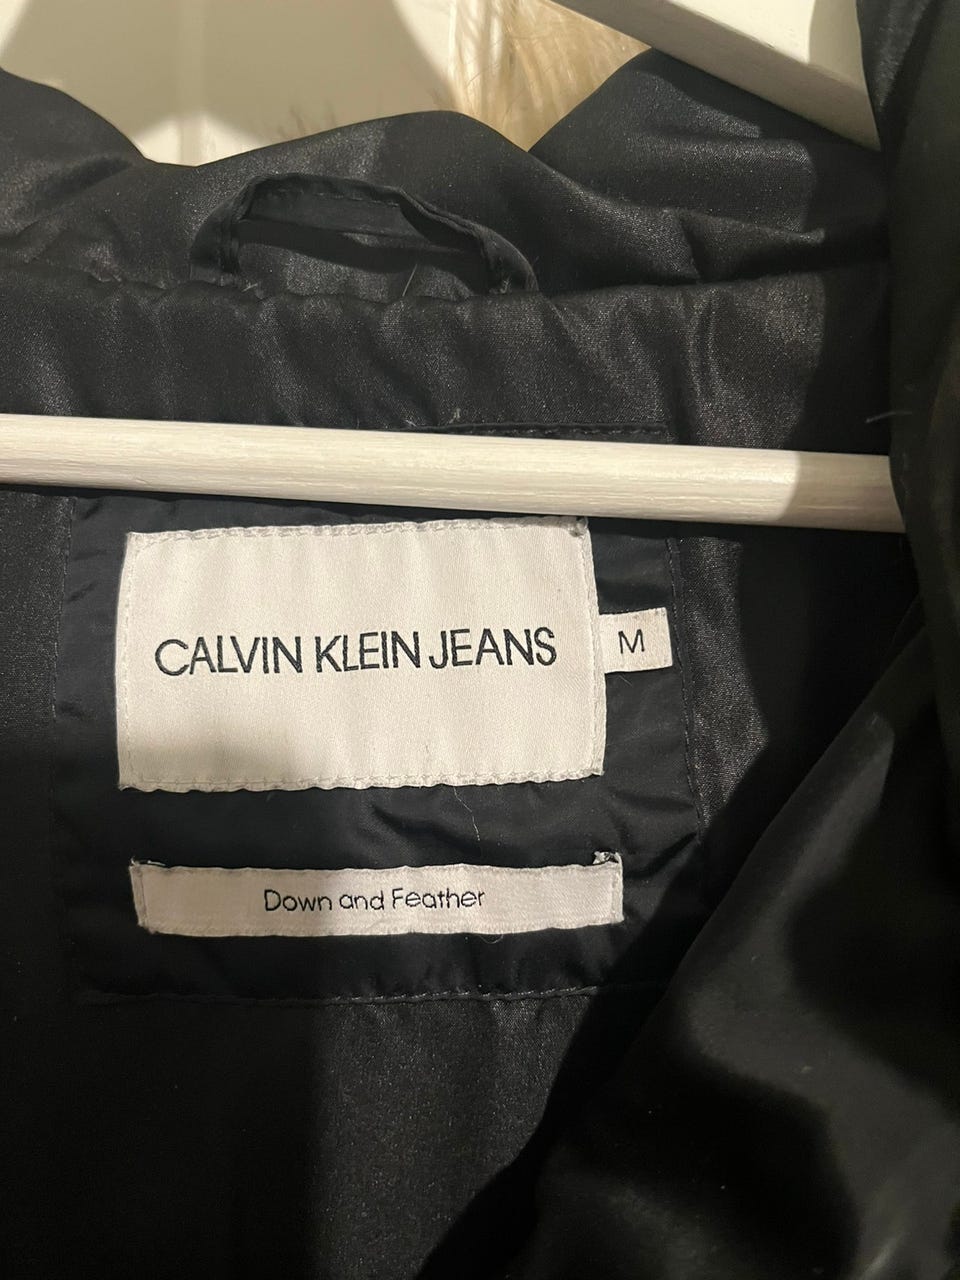 CALVIN KLEIN JEANS
M
Down and Feather